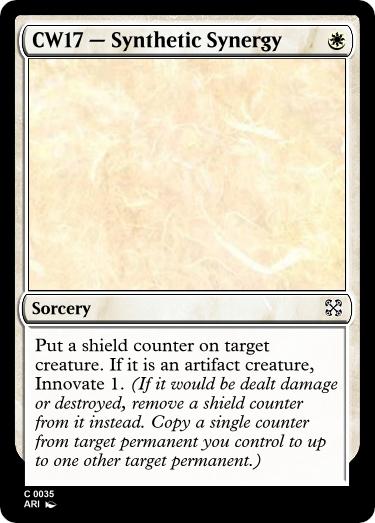 CW17 — Synthetic Synergy
Sorcery
Put a shield counter on target
creature. If it is an artifact creature,
Innovate 1. (If it would be dealt damage
or destroyed, remove a shield counter
from it instead. Copy a single counter
from target permanent you control to up
to one other target permanent.)
C 0035
ARI